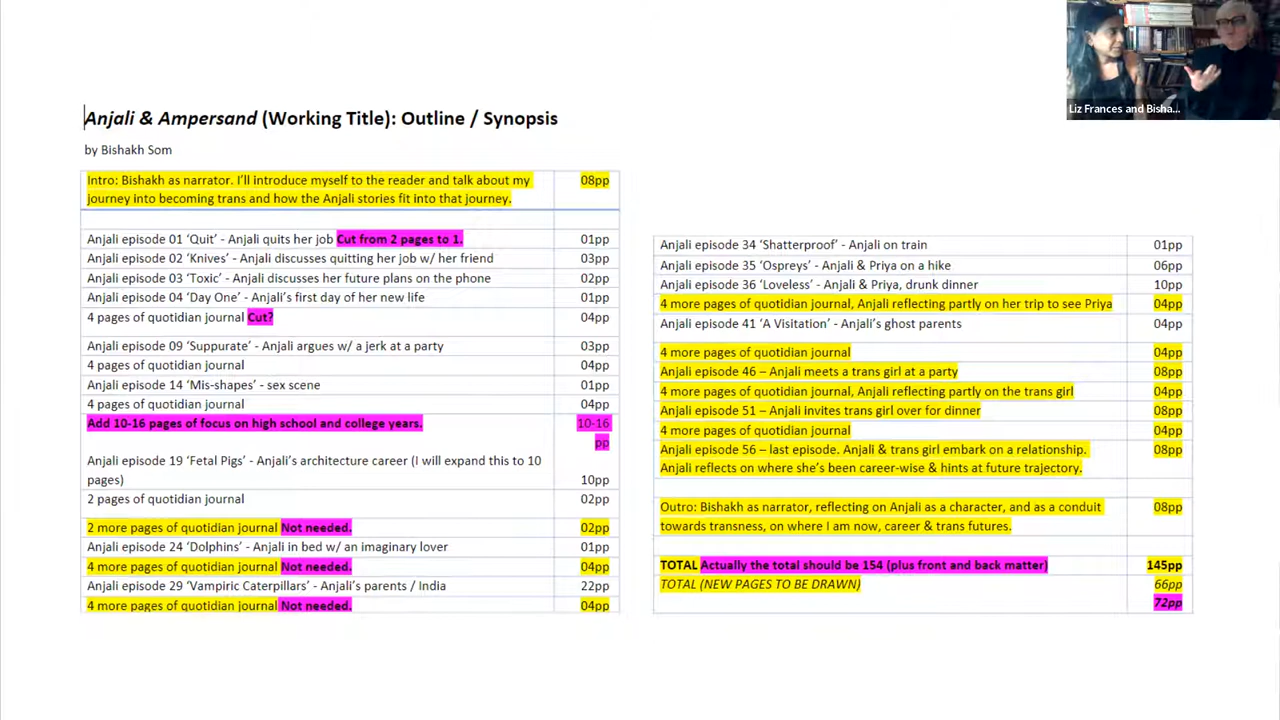 Liz Frances and Bisha...
Anjali & Ampersand (Working Title): Outline / Synopsis
by Bishakh Som
Intro: Bishakh as narrator. I'll introduce myself to the reader and talk about my 08pp
journey into becoming trans and how the Anjali stories fit into that journey.
Anjali episode 01 'Quit' - Anjali quits her job Cut from 2 pages to 1. 01pp
Anjali episode 02 'Knives' - Anjali discusses quitting her job w/ her friend 03pp
Anjali episode 03 'Toxic' - Anjali discusses her future plans on the phone 02pp
Anjali episode 04 'Day One' - Anjali's first day of her new life 01pp
4 pages of quotidian journal Cut? 04pp
Anjali episode 09 'Suppurate' - Anjali argues w/ a jerk at a party 03pp
4 pages of quotidian journal 04pp
Anjali episode 14 'Mis-shapes' - sex scene 01pp
4 pages of quotidian journal 04pp
Add 10-16 pages of focus on high school and college years. 10-16
pp
Anjali episode 19 'Fetal Pigs' - Anjali's architecture career (I will expand this to 10
pages) 10pp
2 pages of quotidian journal 02pp
2 more pages of quotidian journal Not needed. 02pp
Anjali episode 24 'Dolphins' - Anjali in bed w/ an imaginary lover 01pp
4 more pages of quotidian journal Not needed. 04pp
Anjali episode 29 'Vampiric Caterpillars' - Anjali's parents / India 22pp
4 more pages of quotidian journal Not needed. 04pp
Anjali episode 34 'Shatterproof' - Anjali on train 01pp
Anjali episode 35 'Ospreys' - Anjali & Priya on a hike 06pp
Anjali episode 36 'Loveless' - Anjali & Priya, drunk dinner 10pp
4 more pages of quotidian journal, Anjali reflecting partly on her trip to see Priya 04pp
Anjali episode 41 'A Visitation' - Anjali's ghost parents 04pp
4 more pages of quotidian journal 04pp
Anjali episode 46 – Anjali meets a trans girl at a party 08pp
4 more pages of quotidian journal, Anjali reflecting partly on the trans girl 04pp
Anjali episode 51 – Anjali invites trans girl over for dinner 08pp
4 more pages of quotidian journal 04pp
Anjali episode 56 – last episode. Anjali & trans girl embark on a relationship. 08pp
Anjali reflects on where she's been career-wise & hints at future trajectory.
Outro: Bishakh as narrator, reflecting on Anjali as a character, and as a conduit 08pp
towards transness, on where I am now, career & trans futures.
TOTAL Actually the total should be 154 (plus front and back matter) 145pp
TOTAL (NEW PAGES TO BE DRAWN) 66pp
72pp